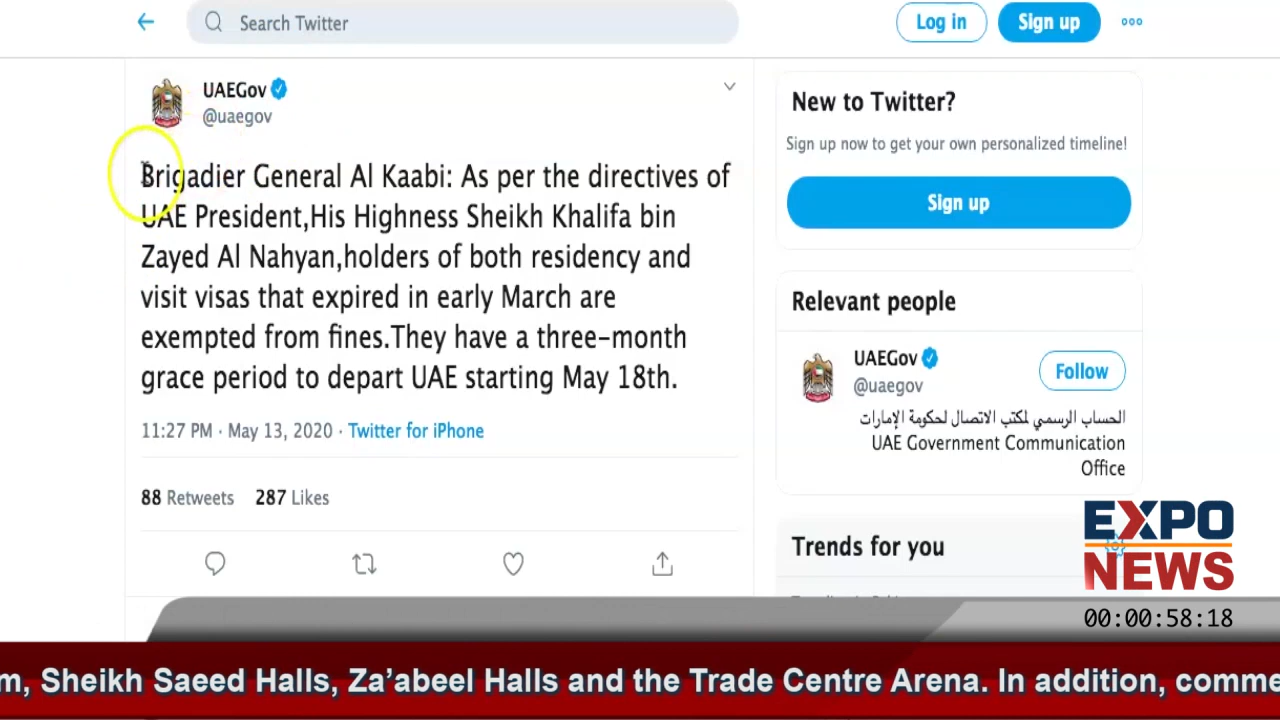 Search Twitter
Log in
Sign up
UAEGov
@uaegov
Brigadier General Al Kaabi: As per the directives of
UAE President,His Highness Sheikh Khalifa bin
Zayed Al Nahyan,holders of both residency and
visit visas that expired in early March are
exempted from fines.They have a three-month
grace period to depart UAE starting May 18th.
11:27 PM · May 13, 2020 · Twitter for iPhone
88 Retweets 287 Likes
New to Twitter?
Sign up now to get your own personalized timeline!
Sign up
Relevant people
UAEGov
@uaegov
Follow
الحساب الرسمي لمكتب الاتصال لحكومة الإمارات
UAE Government Communication
Office
Trends for you
EXPO
NEWS
00:00:58:18
m, Sheikh Saeed Halls, Za’abeel Halls and the Trade Centre Arena. In addition, comme